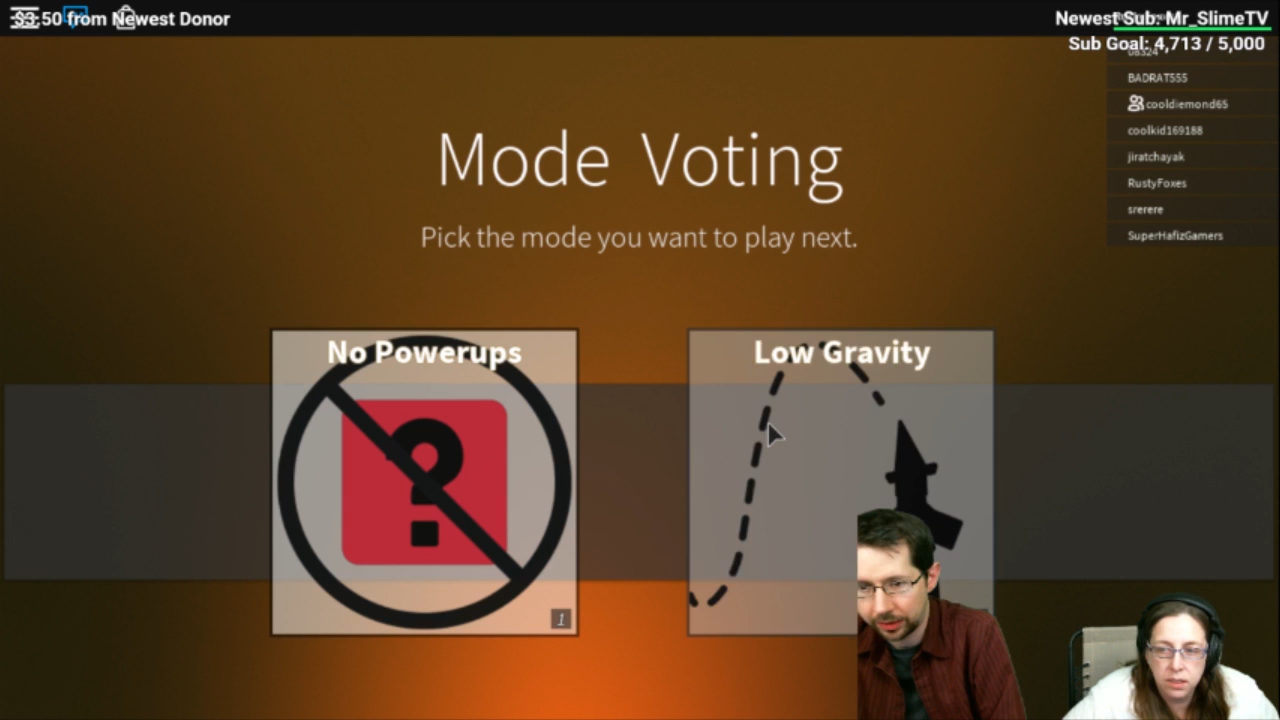 $3.50 from Newest Donor
Newest Sub: Mr_SlimeTV
Sub Goal: 4,713 / 5,000
BADRAT555
cooldiemond65
coolkid169188
jiratchayak
RustyFoxes
srerere
SuperHafizGamers
Mode Voting
Pick the mode you want to play next.
No Powerups
Low Gravity
?
1